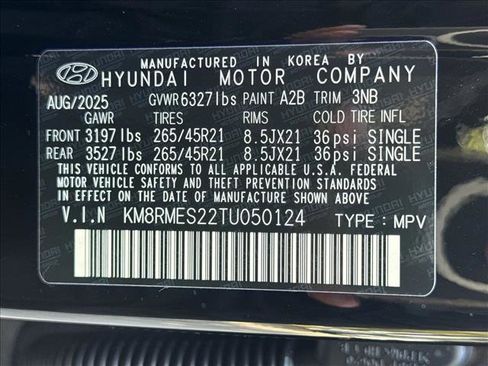 MANUFACTURED IN KOREA BY
HYUNDAI MOTOR COMPANY
AUG/2025 GVWR 6327lbs PAINT A2B TRIM 3NB
GAWR TIRES RIMS COLD TIRE INFL
FRONT 3197lbs 265/45R21 8.5JX21 36psi SINGLE
REAR 3527lbs 265/45R21 8.5JX21 36psi SINGLE
THIS VEHICLE CONFORMS TO ALL APPLICABLE U.S.A. FEDERAL
MOTOR VEHICLE SAFETY AND THEFT PREVENTION STANDARDS
IN EFFECT ON THE DATE OF MANUFACTURE SHOWN ABOVE.
V.I.N KM8RMES22TU050124 TYPE : MPV